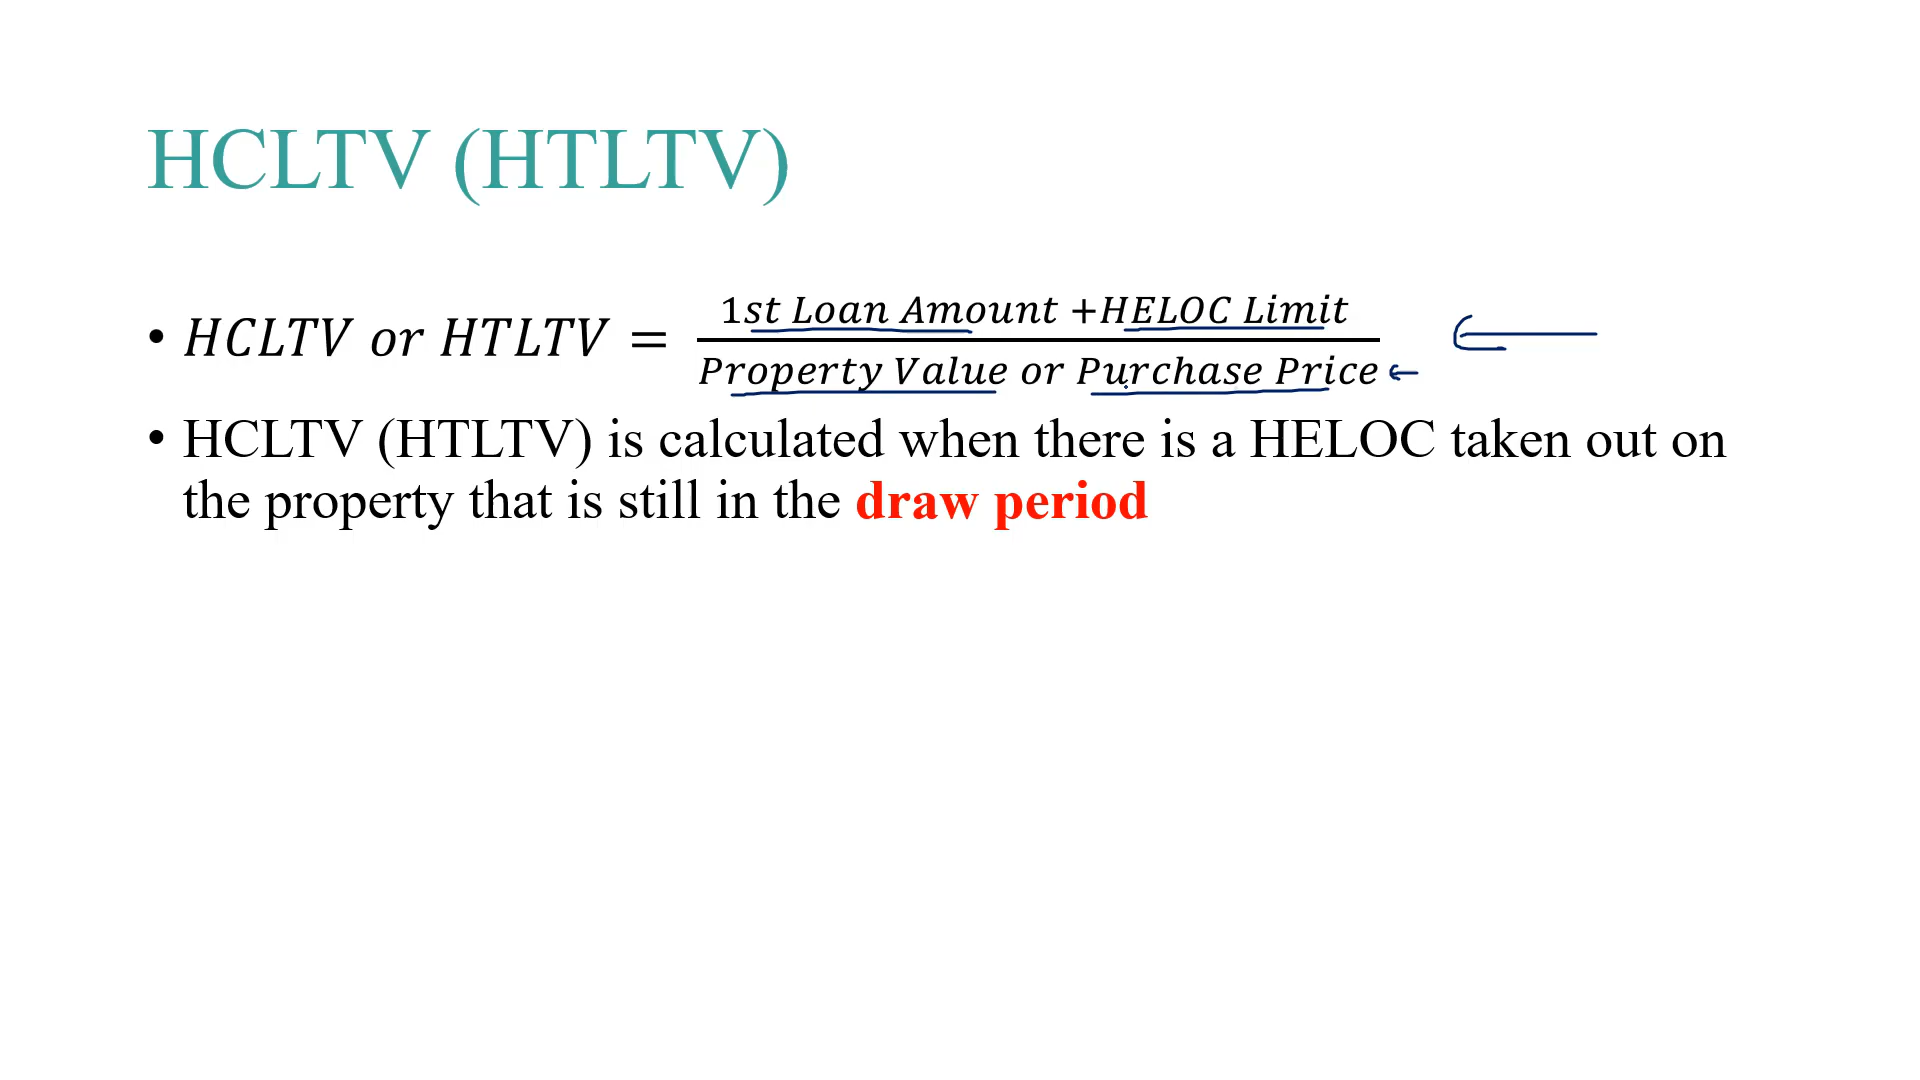 HCLTV (HTLTV)
• HCLTV or HTLTV = 1st Loan Amount +HELOC Limit
Property Value or Purchase Price
• HCLTV (HTLTV) is calculated when there is a HELOC taken out on
the property that is still in the draw period